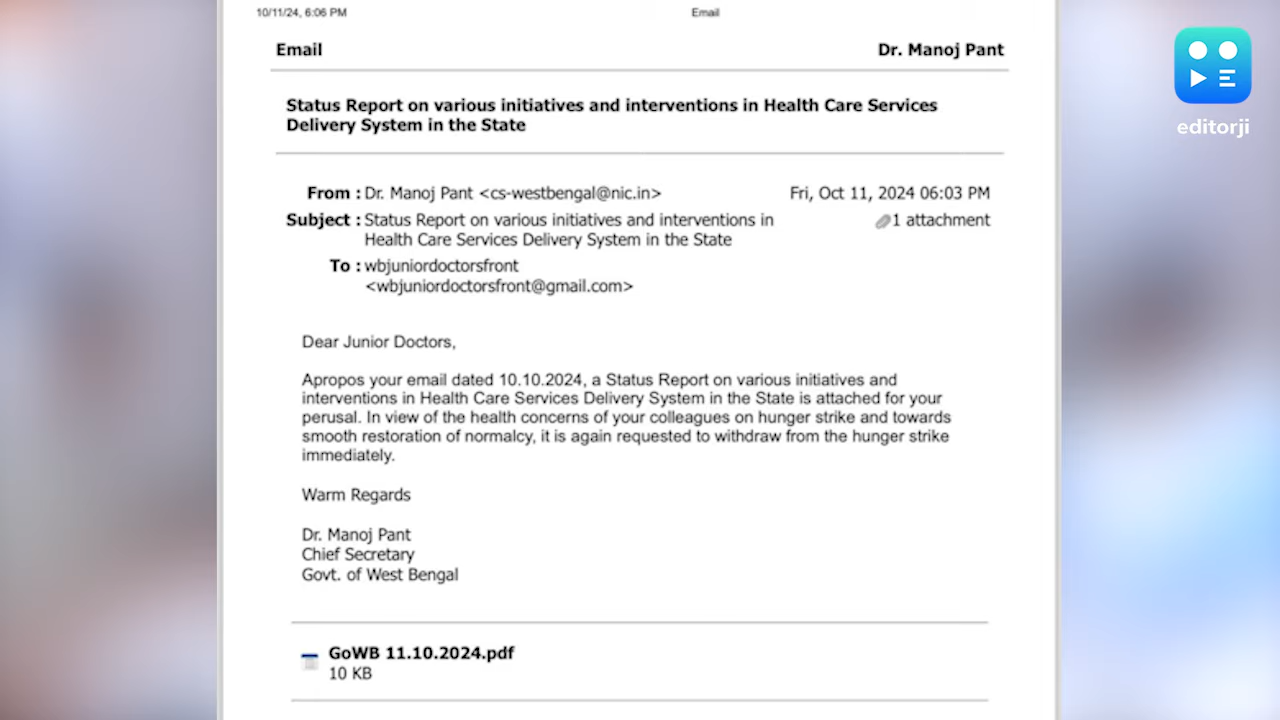 10/11/24, 6:06 PM
Email
Email
Dr. Manoj Pant
editorji
Status Report on various initiatives and interventions in Health Care Services
Delivery System in the State
From : Dr. Manoj Pant <cs-westbengal@nic.in>
Fri, Oct 11, 2024 06:03 PM
Subject : Status Report on various initiatives and interventions in
Health Care Services Delivery System in the State
1 attachment
To : wbjuniordoctorsfront
<wbjuniordoctorsfront@gmail.com>
Dear Junior Doctors,
Apropos your email dated 10.10.2024, a Status Report on various initiatives and
interventions in Health Care Services Delivery System in the State is attached for your
perusal. In view of the health concerns of your colleagues on hunger strike and towards
smooth restoration of normalcy, it is again requested to withdraw from the hunger strike
immediately.
Warm Regards
Dr. Manoj Pant
Chief Secretary
Govt. of West Bengal
GoWB 11.10.2024.pdf
10 KB